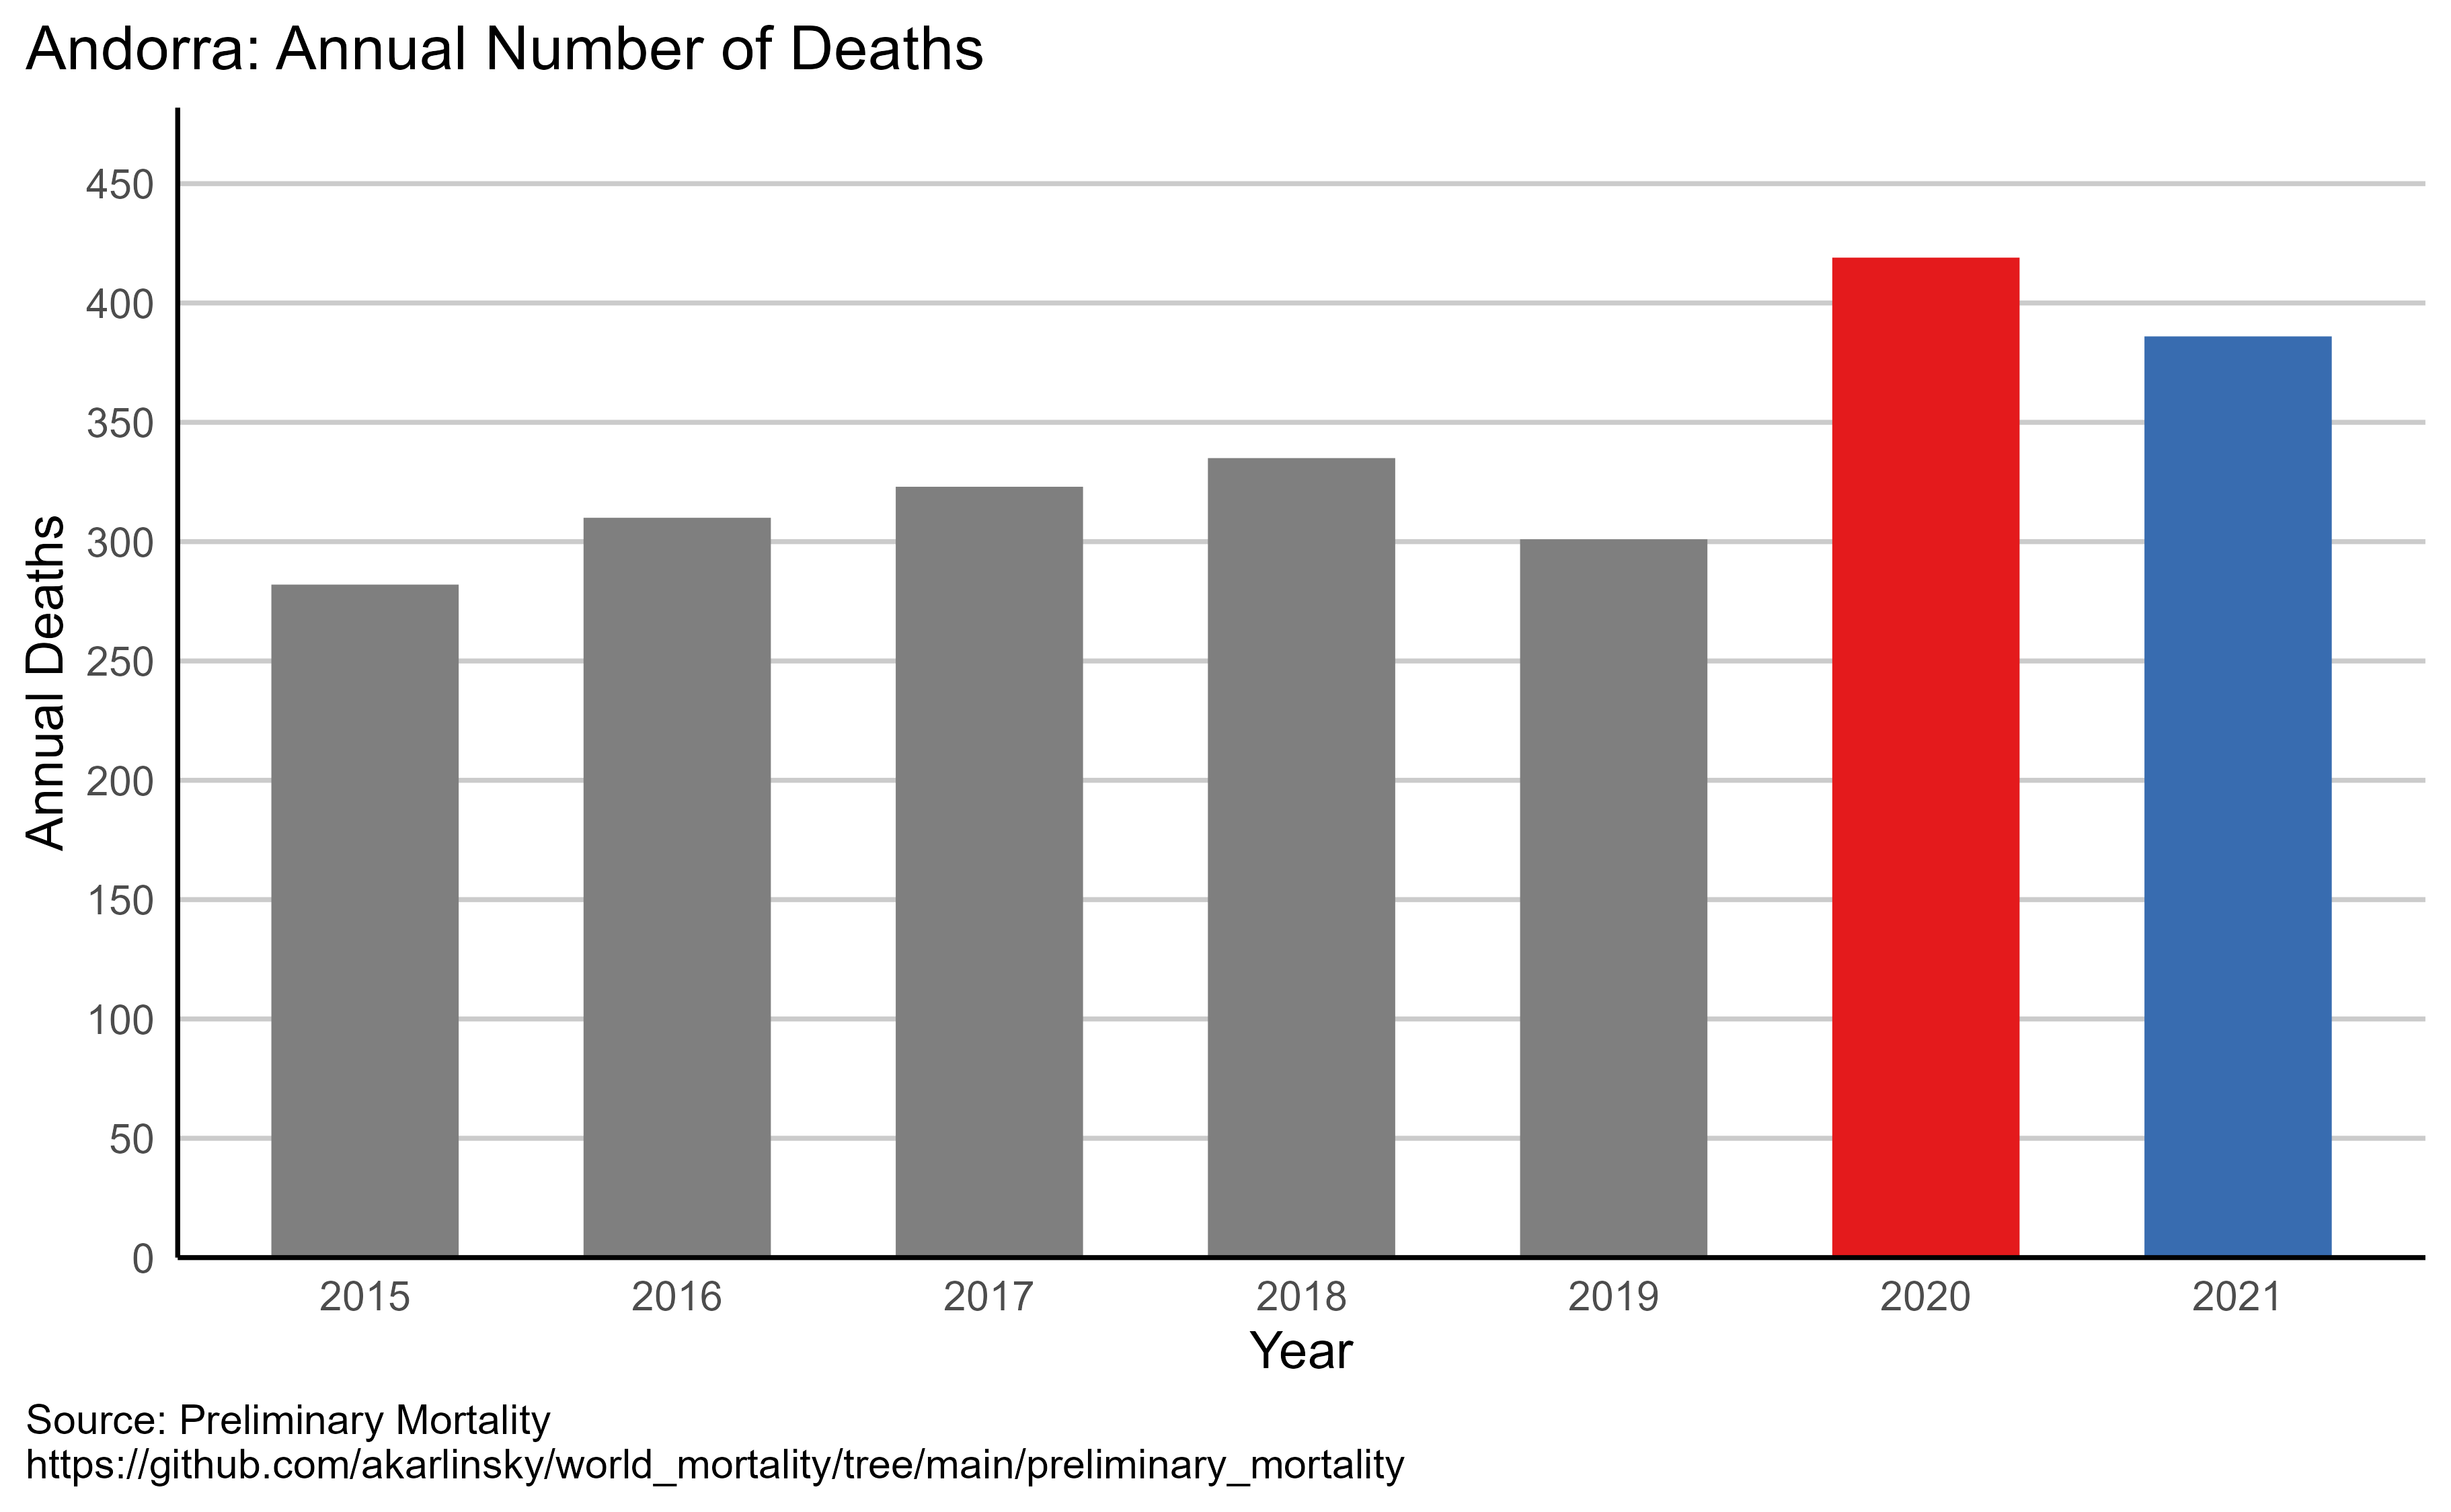 Andorra: Annual Number of Deaths
Annual Deaths
450
400
350
300
250
200
150
100
50
0
2015 2016 2017 2018 2019 2020 2021
Year
Source: Preliminary Mortality
https://github.com/akarlinsky/world_mortality/tree/main/preliminary_mortality